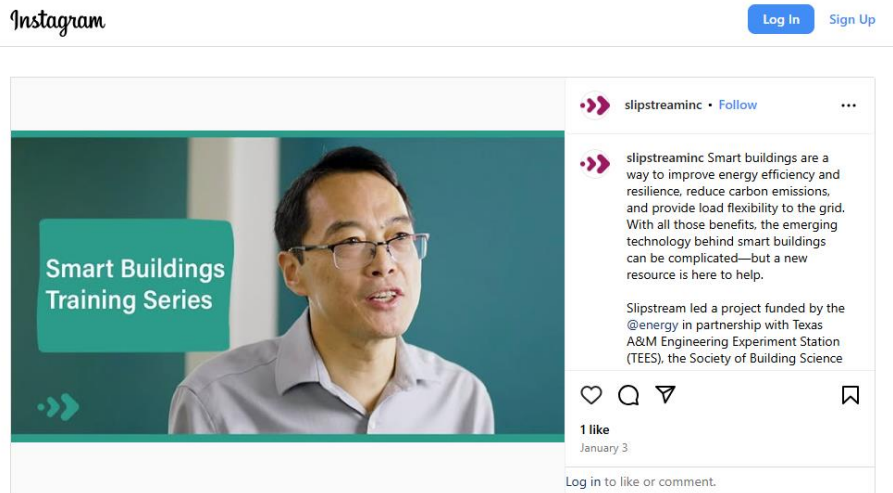 Instagram
Log In
Sign Up
Smart Buildings
Training Series
slipstreaminc • Follow
slipstreaminc Smart buildings are a
way to improve energy efficiency and
resilience, reduce carbon emissions,
and provide load flexibility to the grid.
With all those benefits, the emerging
technology behind smart buildings
can be complicated—but a new
resource is here to help.
Slipstream led a project funded by the
@energy in partnership with Texas
A&M Engineering Experiment Station
(TEES), the Society of Building Science
1 like
January 3
Log in to like or comment.